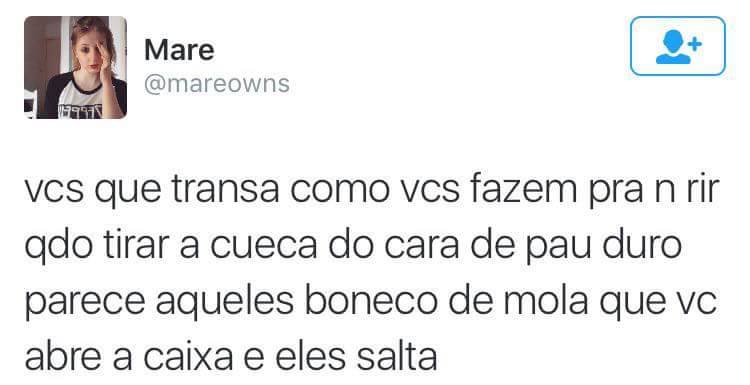 Mare
@mareowns
vcs que transa como vcs fazem pra n rir
qdo tirar a cueca do cara de pau duro
parece aqueles boneco de mola que vc
abre a caixa e eles salta